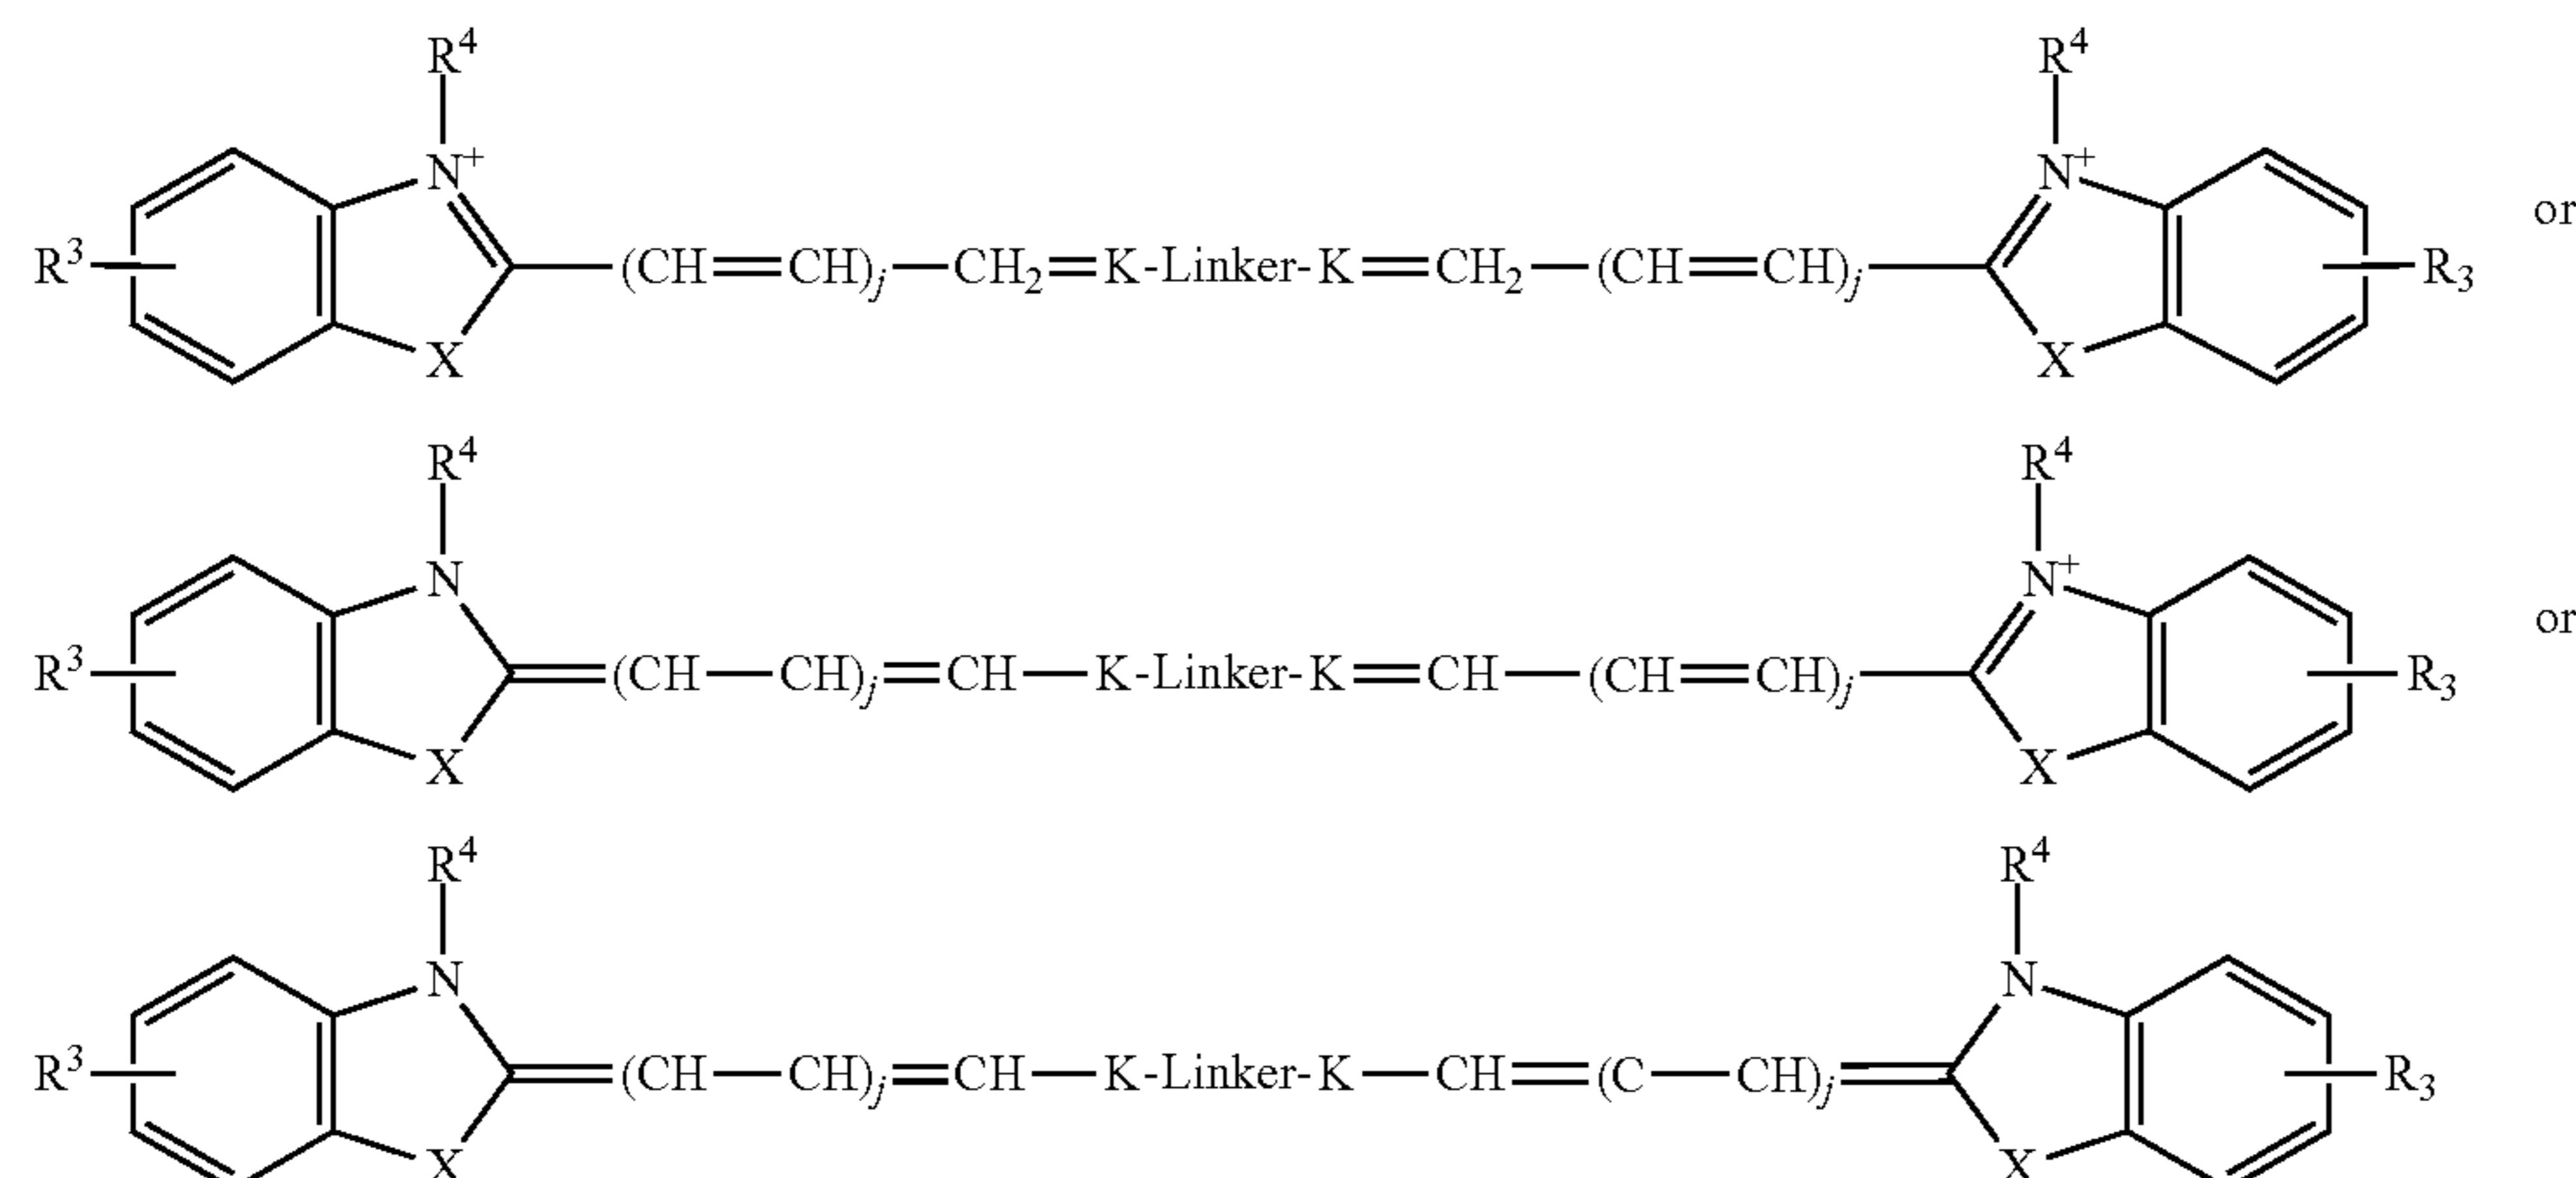 R⁴ R⁴
N⁺ N⁺ or
R³ (CH=CH)ⱼ—CH₂=K-Linker-K=CH₂—(CH=CH)ⱼ R₃
X X
R⁴ R⁴
N N⁺ or
R³ =(CH—CH)ⱼ=CH—K-Linker-K=CH—(CH=CH)ⱼ R₃
X X
R⁴ R⁴
N N
R³ =(CH—CH)ⱼ=CH—K-Linker-K—CH=(C—CH)ⱼ= R₃
X X